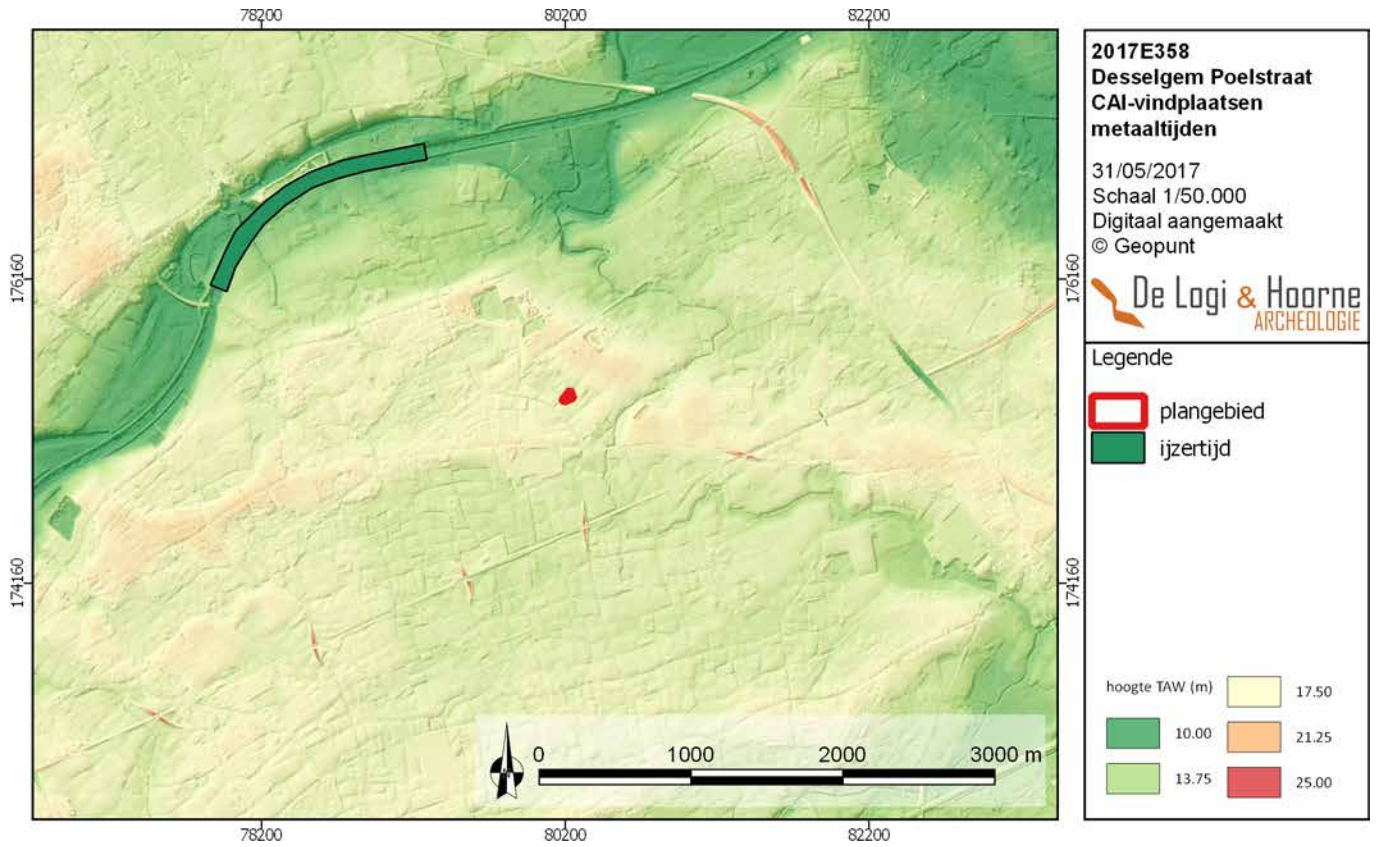 78200 80200 82200
2017E358
Desselgem Poelstraat
CAI-vindplaatsen
metaaltijden
31/05/2017
Schaal 1/50.000
Digitaal aangemaakt
© Geopunt
De Logi & Hoorne
ARCHEOLOGIE
176160 176160
Legende
plangebied
ijzertijd
174160 174160
hoogte TAW (m) 17.50
10.00 21.25
13.75 25.00
0 1000 2000 3000 m
78200 80200 82200